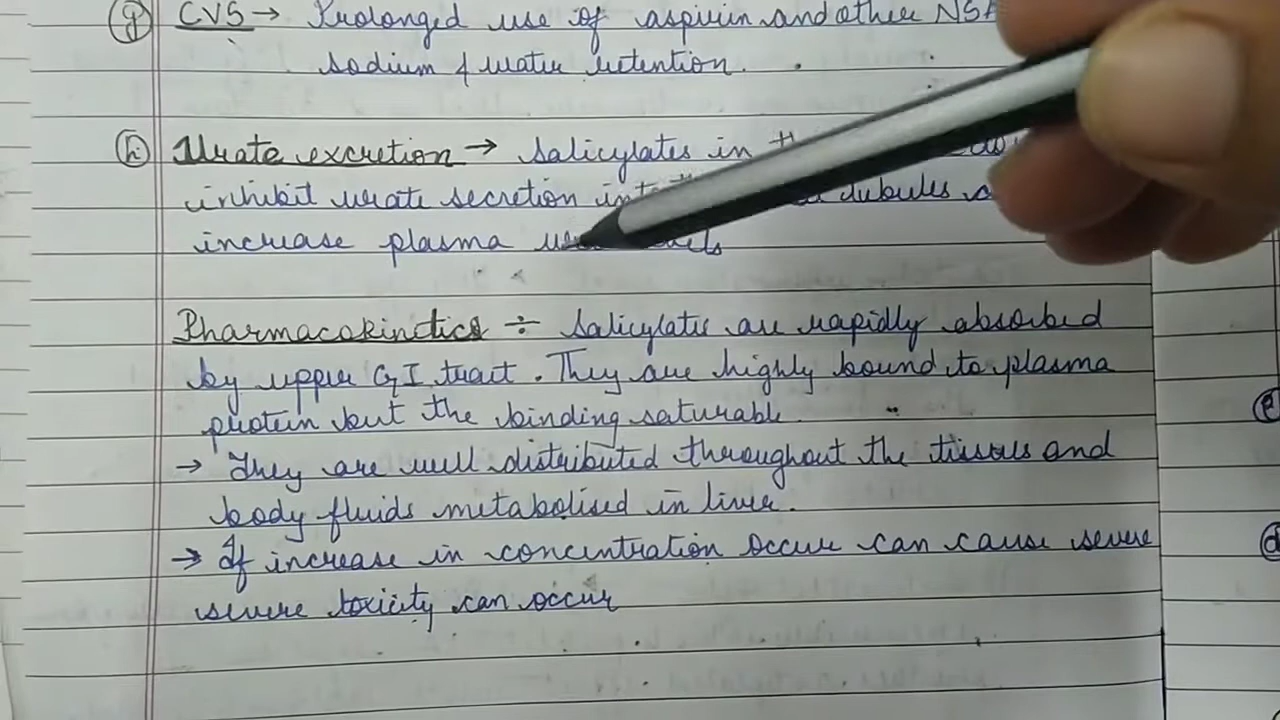 (g) CVS → Prolonged use of aspirin and other
sodium & water retention.
(h) Urate excretion → Salicylates in
inhibit urate secretion tubules
increase plasma
Pharmacokinetics ÷ Salicylates are rapidly absorbed
by upper GI tract. They are highly bound to plasma
protein but the binding saturable.
→ They are well distributed throughout the tissues and
body fluids metabolised in liver.
→ If increase in concentration occur can cause severe
severe toxicity can occur
(e)
(d)